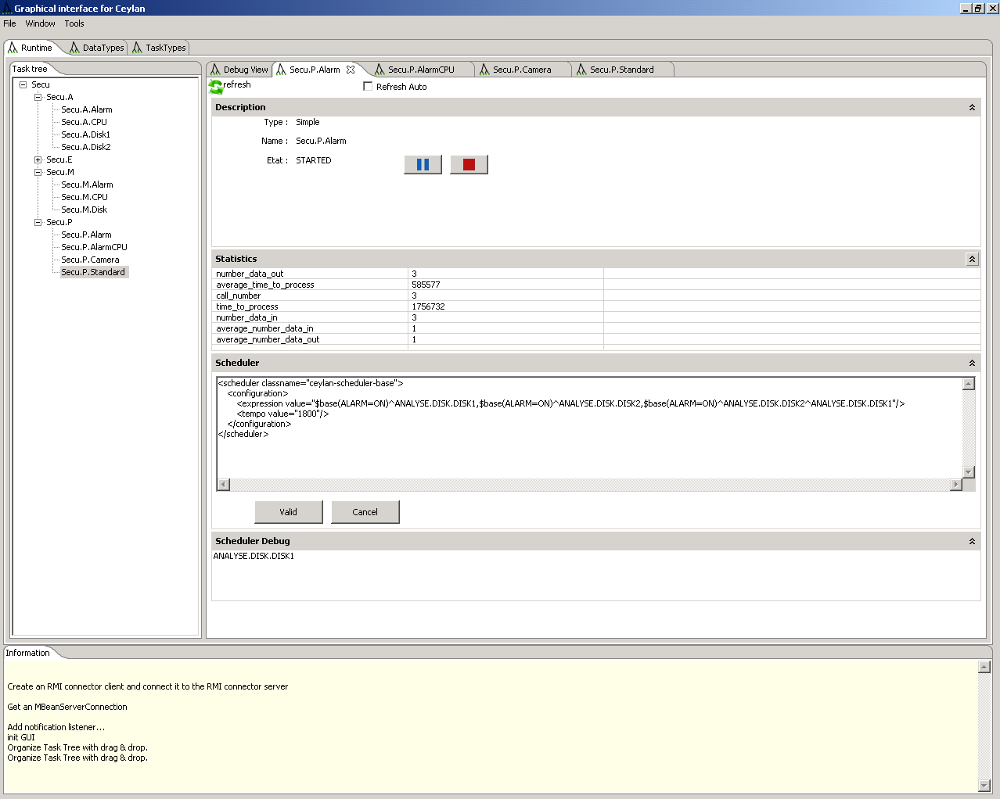 Graphical interface for Ceylan
File Window Tools
Runtime DataTypes TaskTypes
Task tree
Secu
Secu.A
Secu.A.Alarm
Secu.A.CPU
Secu.A.Disk1
Secu.A.Disk2
Secu.E
Secu.M
Secu.M.Alarm
Secu.M.CPU
Secu.M.Disk
Secu.P
Secu.P.Alarm
Secu.P.AlarmCPU
Secu.P.Camera
Secu.P.Standard
Debug View Secu.P.Alarm Secu.P.AlarmCPU Secu.P.Camera Secu.P.Standard
refresh Refresh Auto
Description
Type : Simple
Name : Secu.P.Alarm
Etat : STARTED
Statistics
number_data_out 3
average_time_to_process 585577
call_number 3
time_to_process 1756732
number_data_in 3
average_number_data_in 1
average_number_data_out 1
Scheduler
<scheduler classname="ceylan-scheduler-base">
<configuration>
<expression value="$base(ALARM=ON)^ANALYSE.DISK.DISK1,$base(ALARM=ON)^ANALYSE.DISK.DISK2,$base(ALARM=ON)^ANALYSE.DISK.DISK2^ANALYSE.DISK.DISK1"/>
<tempo value="1800"/>
</configuration>
</scheduler>
Valid Cancel
Scheduler Debug
ANALYSE.DISK.DISK1
Information
Create an RMI connector client and connect it to the RMI connector server
Get an MBeanServerConnection
Add notification listener...
init GUI
Organize Task Tree with drag & drop.
Organize Task Tree with drag & drop.